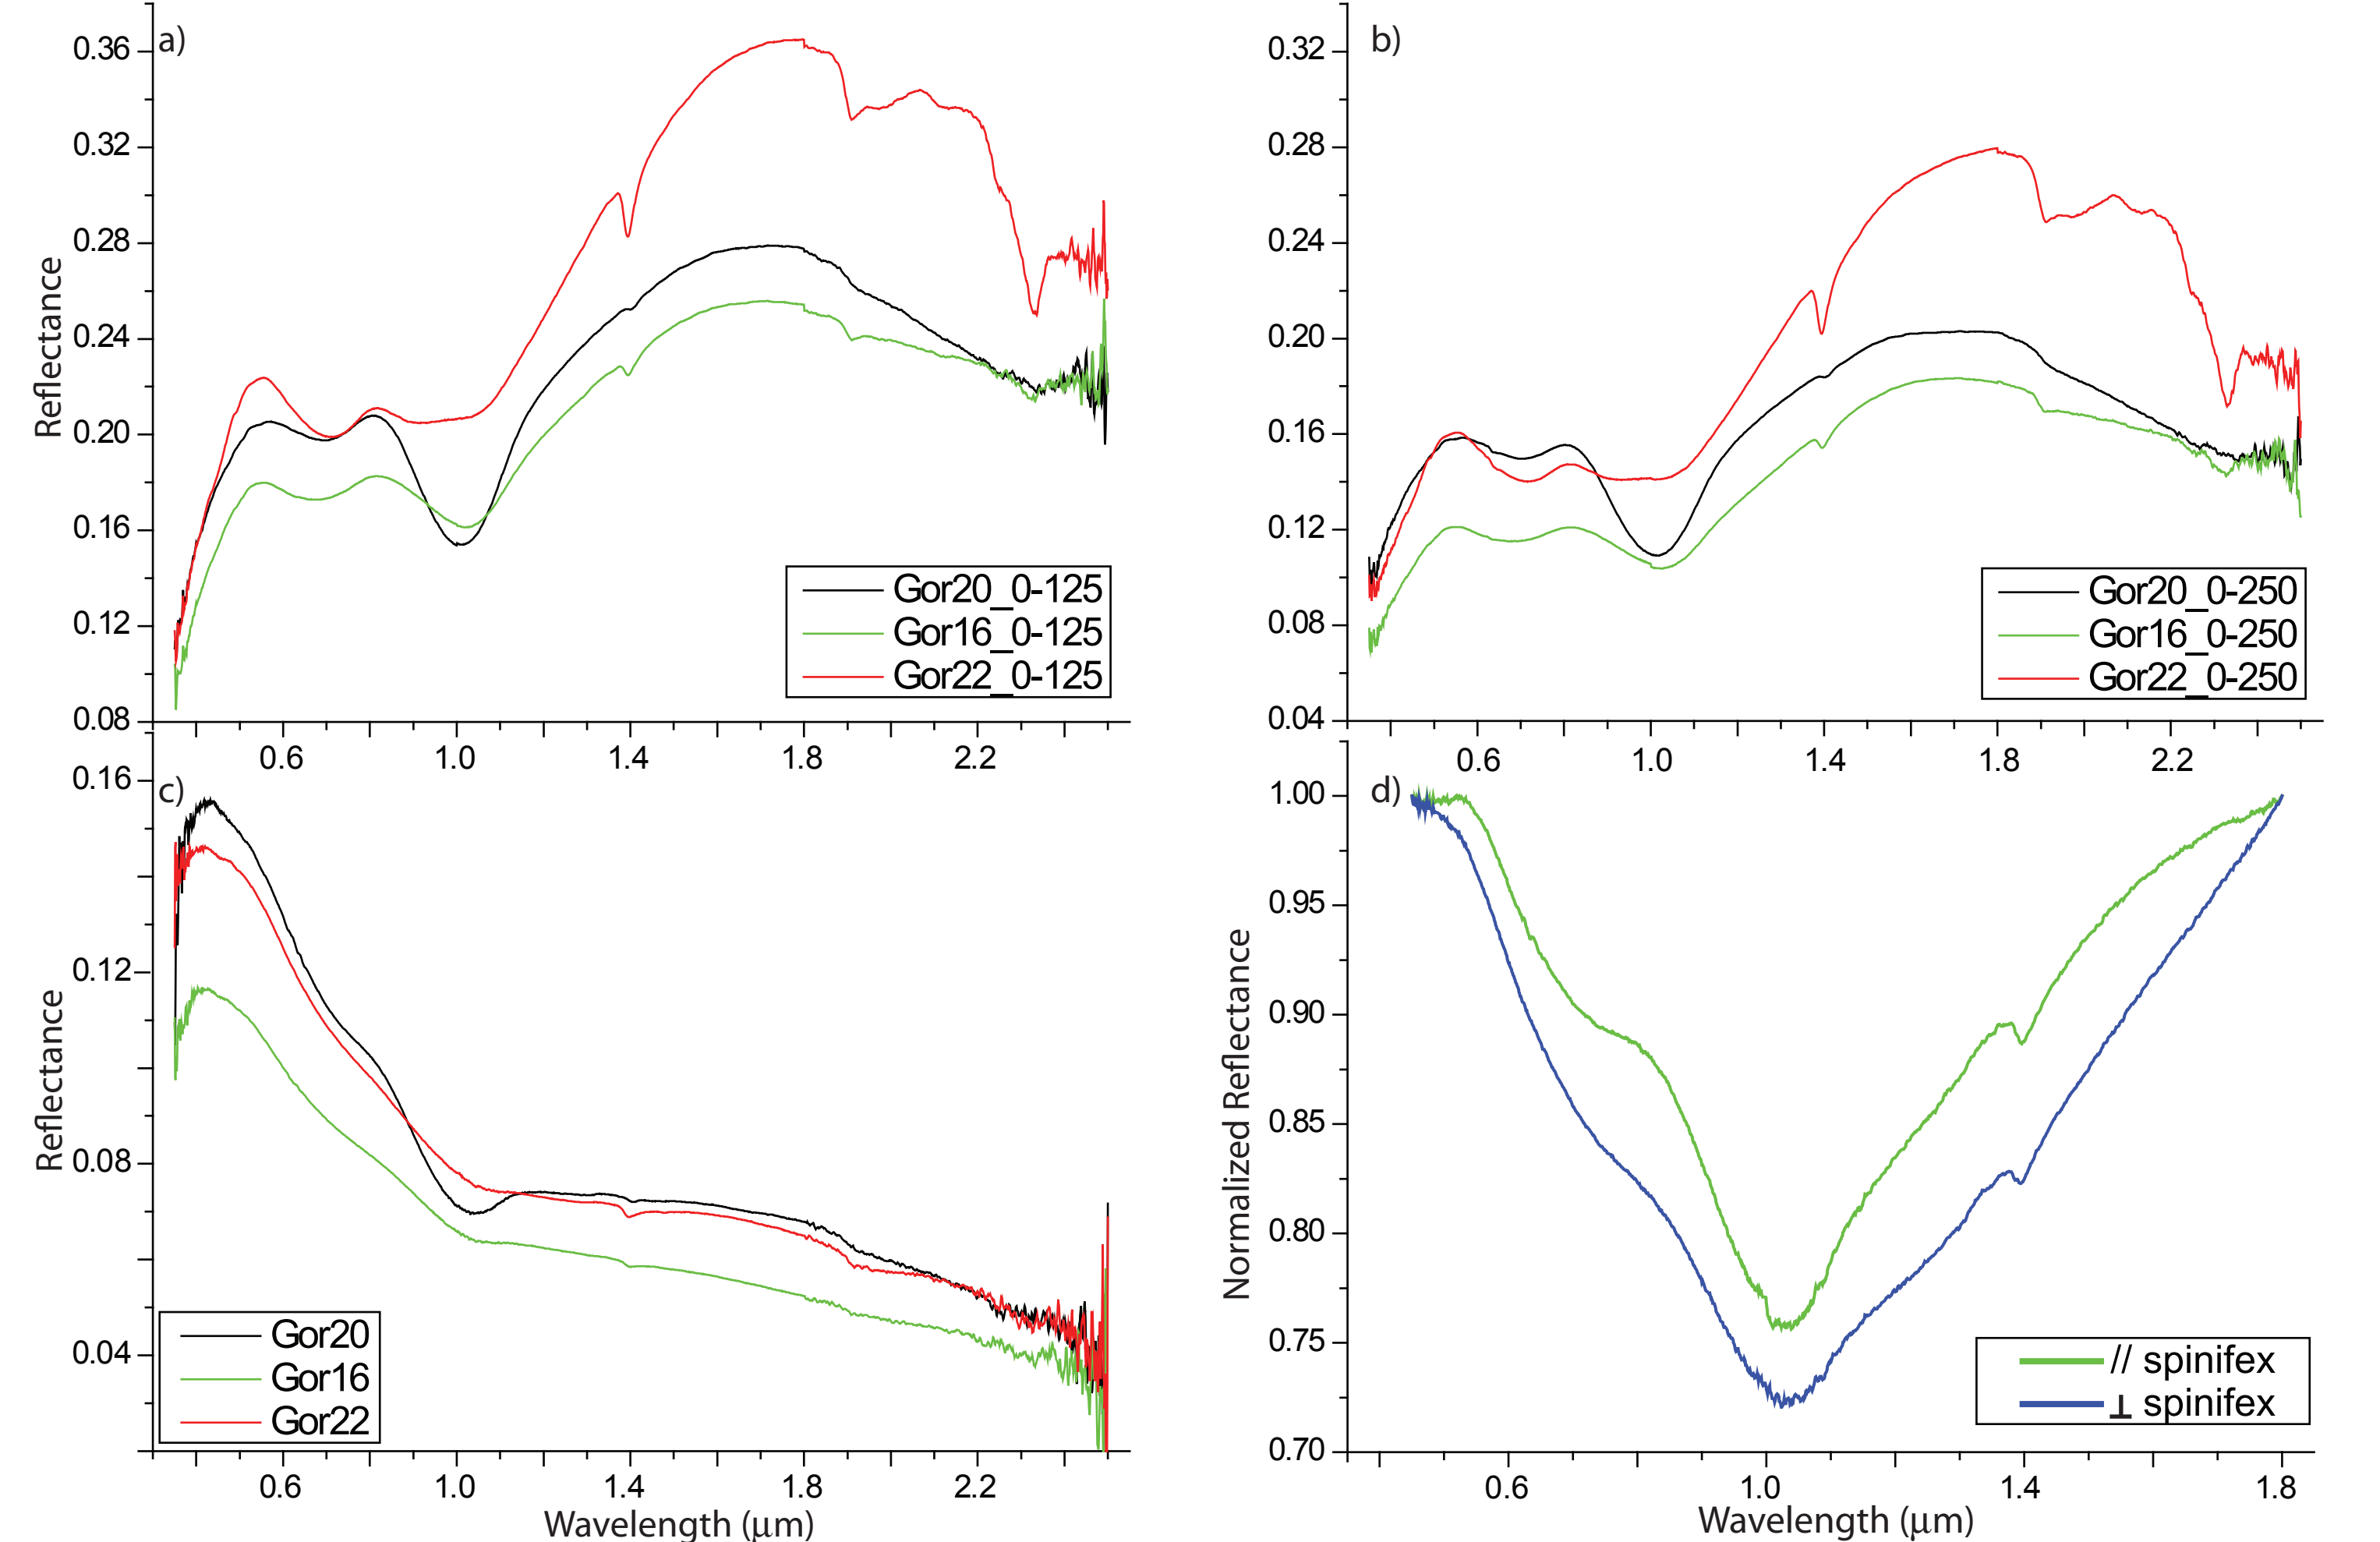 a)
0.36
0.32
0.28
0.24
0.20
0.16
0.12
0.08
Reflectance
0.6 1.0 1.4 1.8 2.2
Gor20_0-125
Gor16_0-125
Gor22_0-125
b)
0.32
0.28
0.24
0.20
0.16
0.12
0.08
0.04
0.6 1.0 1.4 1.8 2.2
Gor20_0-250
Gor16_0-250
Gor22_0-250
c)
0.16
0.12
0.08
0.04
Reflectance
Gor20
Gor16
Gor22
0.6 1.0 1.4 1.8 2.2
Wavelength (μm)
d)
1.00
0.95
0.90
0.85
0.80
0.75
0.70
Normalized Reflectance
// spinifex
⊥ spinifex
0.6 1.0 1.4 1.8
Wavelength (μm)